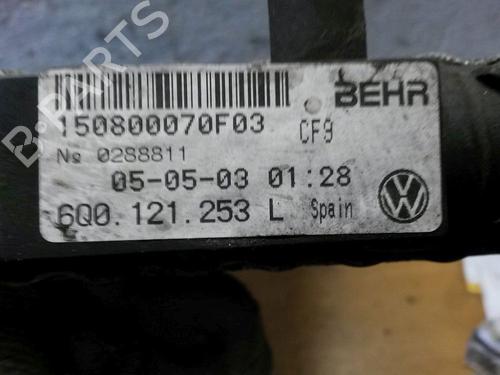 B-PARTS
BEHR
150800070F03 CF9
№ 0288811
05-05-03 01:28
6Q0.121.253 L Spain